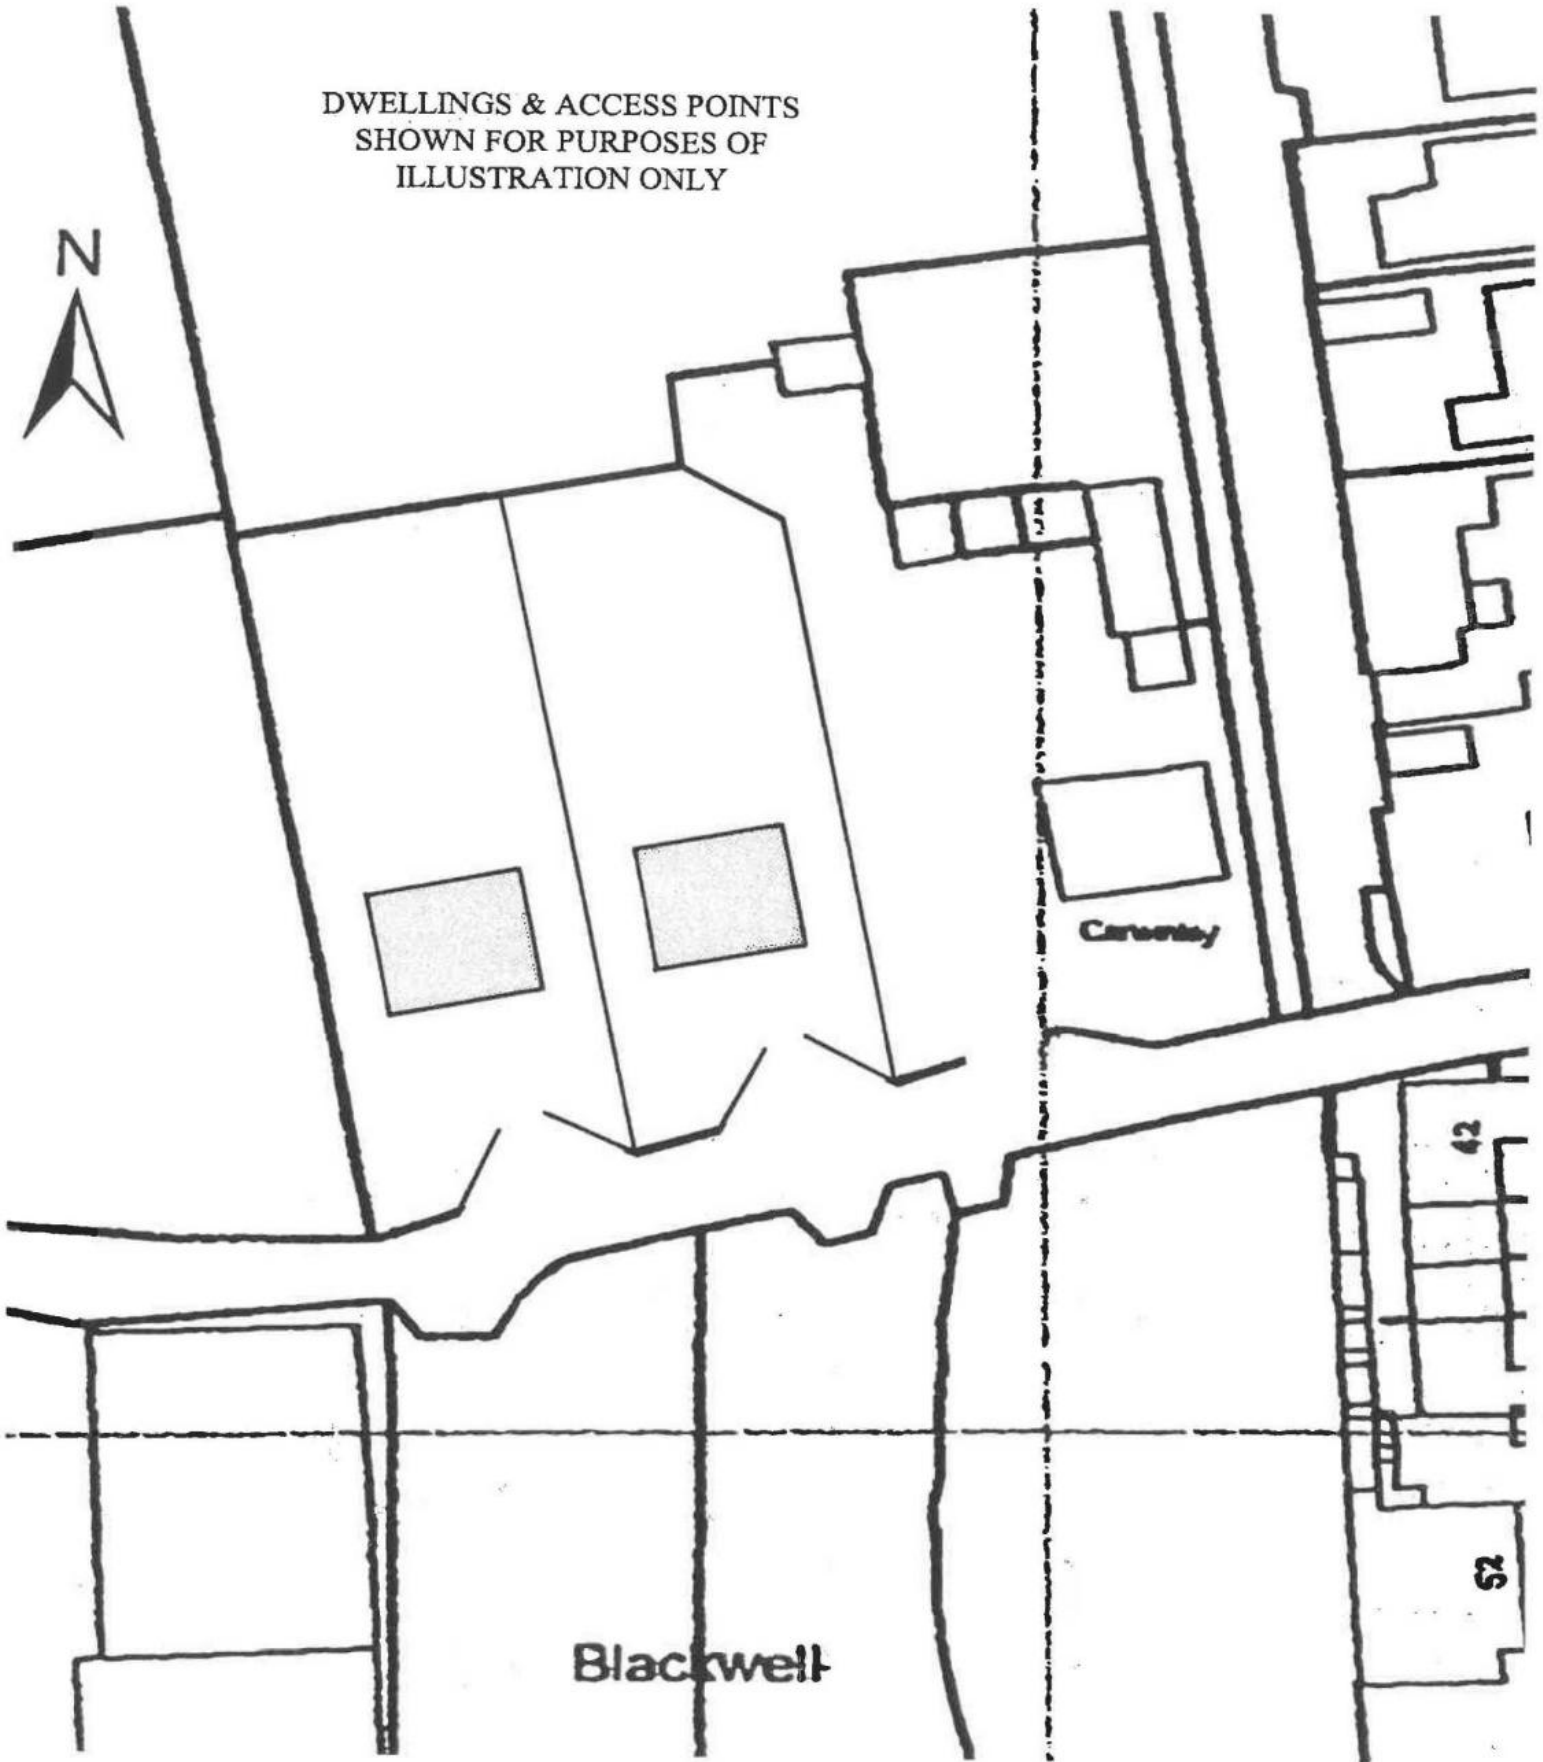 DWELLINGS & ACCESS POINTS
SHOWN FOR PURPOSES OF
ILLUSTRATION ONLY
N
42
52
Blackwell